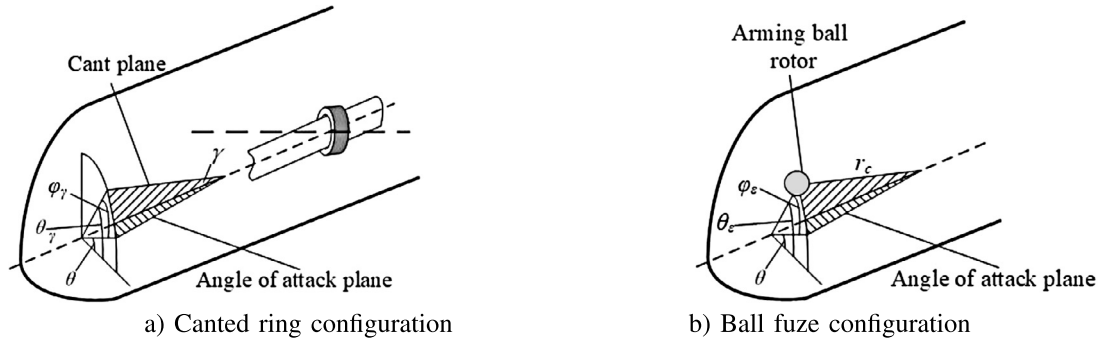 Cant plane
γ
φγ
θγ
θ
Angle of attack plane
a) Canted ring configuration
Arming ball
rotor
rc
φε
θε
θ
Angle of attack plane
b) Ball fuze configuration